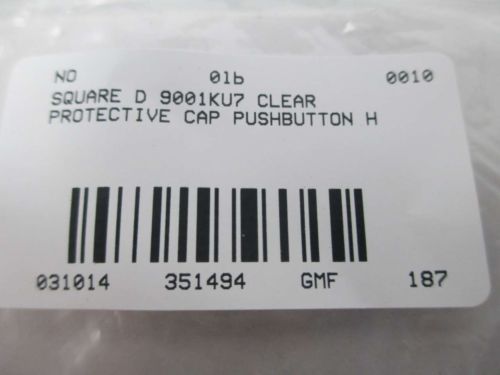 NO 01b 0010
SQUARE D 9001KU7 CLEAR
PROTECTIVE CAP PUSHBUTTON H
031014 351494 GMF 187